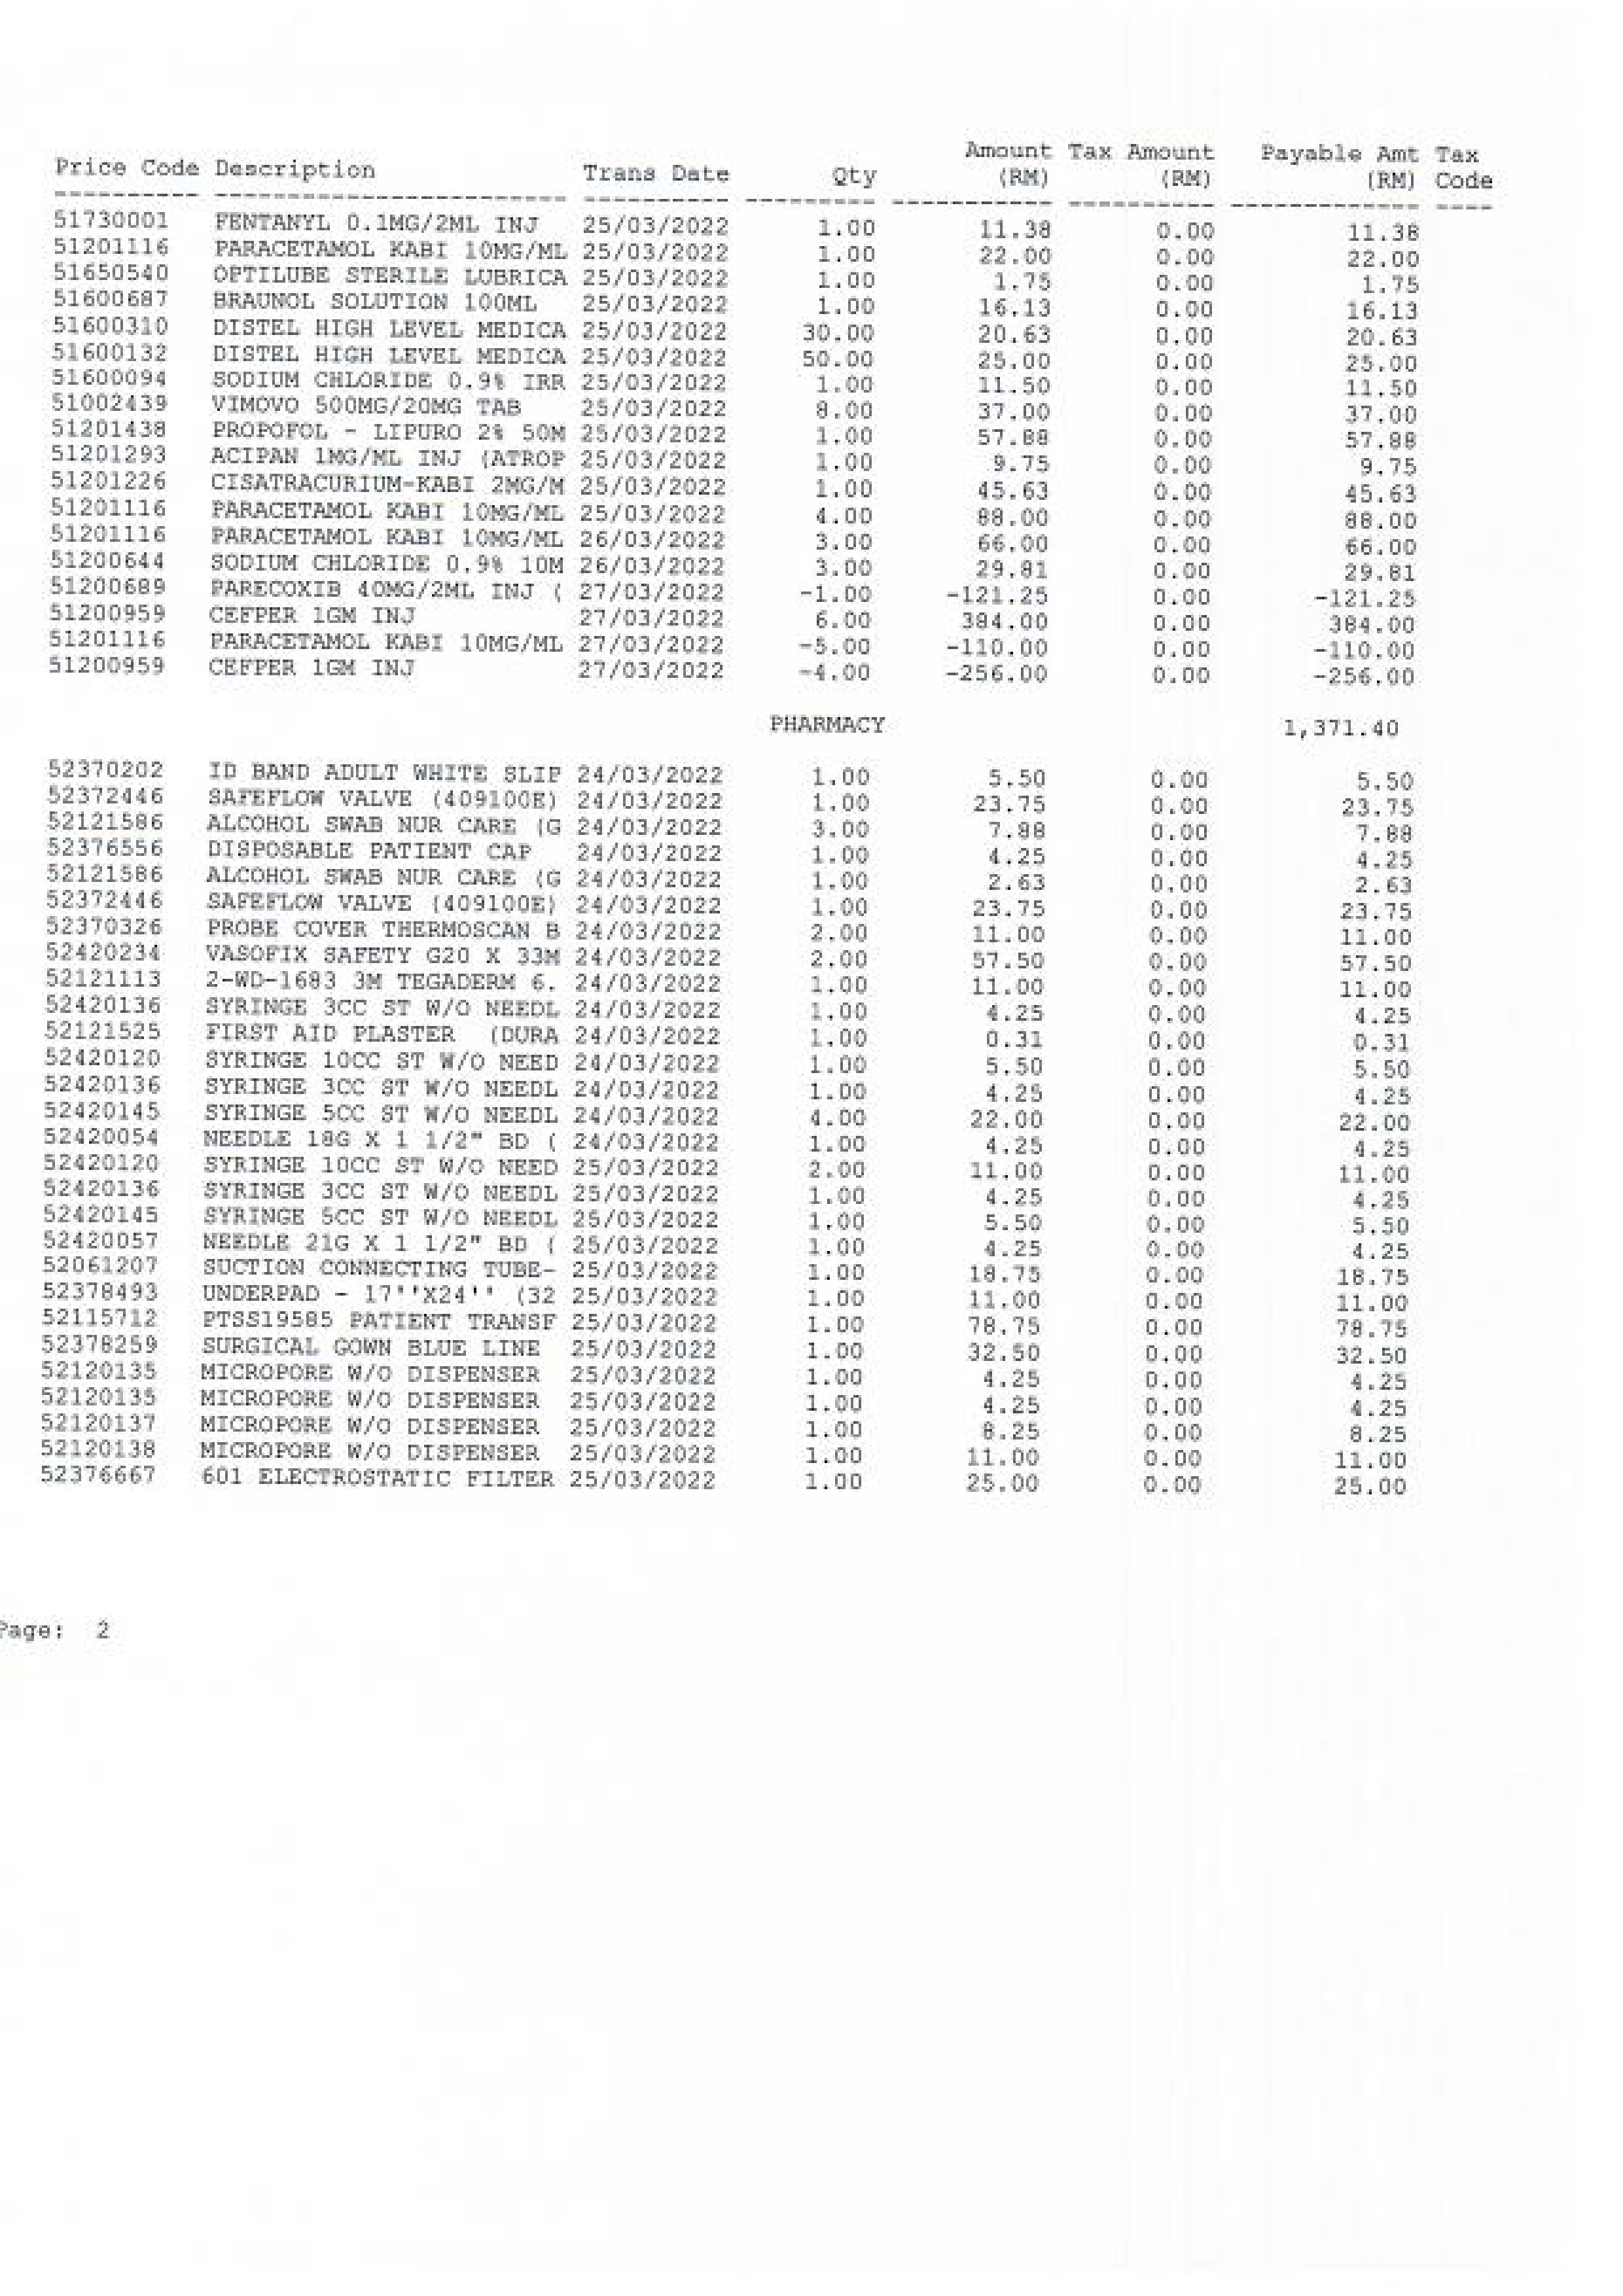 Price Code Description Trans Date Qty Amount (RM) Tax Amount (RM) Payable Amt (RM) Tax Code
51730001 FENTANYL 0.1MG/2ML INJ 25/03/2022 1.00 11.38 0.00 11.38
51201116 PARACETAMOL KABI 10MG/ML 25/03/2022 1.00 22.00 0.00 22.00
51650540 OPTILUBE STERILE LUBRICA 25/03/2022 1.00 1.75 0.00 1.75
51600687 BRAUNOL SOLUTION 100ML 25/03/2022 1.00 16.13 0.00 16.13
51600310 DISTEL HIGH LEVEL MEDICA 25/03/2022 30.00 20.63 0.00 20.63
51600132 DISTEL HIGH LEVEL MEDICA 25/03/2022 50.00 25.00 0.00 25.00
51600094 SODIUM CHLORIDE 0.9% IRR 25/03/2022 1.00 11.50 0.00 11.50
51002439 VIMOVO 500MG/20MG TAB 25/03/2022 8.00 37.00 0.00 37.00
51201438 PROPOFOL - LIPURO 2% 50M 25/03/2022 1.00 57.88 0.00 57.88
51201293 ACIPAN 1MG/ML INJ (ATROP 25/03/2022 1.00 9.75 0.00 9.75
51201226 CISATRACURIUM-KABI 2MG/M 25/03/2022 1.00 45.63 0.00 45.63
51201116 PARACETAMOL KABI 10MG/ML 25/03/2022 4.00 88.00 0.00 88.00
51201116 PARACETAMOL KABI 10MG/ML 26/03/2022 3.00 66.00 0.00 66.00
51200644 SODIUM CHLORIDE 0.9% 10M 26/03/2022 3.00 29.81 0.00 29.81
51200689 PARECOXIB 40MG/2ML INJ ( 27/03/2022 -1.00 -121.25 0.00 -121.25
51200959 CEFPER 1GM INJ 27/03/2022 6.00 384.00 0.00 384.00
51201116 PARACETAMOL KABI 10MG/ML 27/03/2022 -5.00 -110.00 0.00 -110.00
51200959 CEFPER 1GM INJ 27/03/2022 -4.00 -256.00 0.00 -256.00
PHARMACY 1,371.40
52370202 ID BAND ADULT WHITE SLIP 24/03/2022 1.00 5.50 0.00 5.50
52372446 SAFEFLOW VALVE (409100E) 24/03/2022 1.00 23.75 0.00 23.75
52121586 ALCOHOL SWAB NUR CARE (G 24/03/2022 3.00 7.88 0.00 7.88
52376556 DISPOSABLE PATIENT CAP 24/03/2022 1.00 4.25 0.00 4.25
52121586 ALCOHOL SWAB NUR CARE (G 24/03/2022 1.00 2.63 0.00 2.63
52372446 SAFEFLOW VALVE (409100E) 24/03/2022 1.00 23.75 0.00 23.75
52370326 PROBE COVER THERMOSCAN B 24/03/2022 2.00 11.00 0.00 11.00
52420234 VASOFIX SAFETY G20 X 33M 24/03/2022 2.00 57.50 0.00 57.50
52121113 2-WD-1683 3M TEGADERM 6. 24/03/2022 1.00 11.00 0.00 11.00
52420136 SYRINGE 3CC ST W/O NEEDL 24/03/2022 1.00 4.25 0.00 4.25
52121525 FIRST AID PLASTER (DURA 24/03/2022 1.00 0.31 0.00 0.31
52420120 SYRINGE 10CC ST W/O NEED 24/03/2022 1.00 5.50 0.00 5.50
52420136 SYRINGE 3CC ST W/O NEEDL 24/03/2022 1.00 4.25 0.00 4.25
52420145 SYRINGE 5CC ST W/O NEEDL 24/03/2022 4.00 22.00 0.00 22.00
52420054 NEEDLE 18G X 1 1/2" BD ( 24/03/2022 1.00 4.25 0.00 4.25
52420120 SYRINGE 10CC ST W/O NEED 25/03/2022 2.00 11.00 0.00 11.00
52420136 SYRINGE 3CC ST W/O NEEDL 25/03/2022 1.00 4.25 0.00 4.25
52420145 SYRINGE 5CC ST W/O NEEDL 25/03/2022 1.00 5.50 0.00 5.50
52420057 NEEDLE 21G X 1 1/2" BD ( 25/03/2022 1.00 4.25 0.00 4.25
52061207 SUCTION CONNECTING TUBE- 25/03/2022 1.00 18.75 0.00 18.75
52378493 UNDERPAD - 17''X24'' (32 25/03/2022 1.00 11.00 0.00 11.00
52115712 PTSS19585 PATIENT TRANSF 25/03/2022 1.00 78.75 0.00 78.75
52378259 SURGICAL GOWN BLUE LINE 25/03/2022 1.00 32.50 0.00 32.50
52120135 MICROPORE W/O DISPENSER 25/03/2022 1.00 4.25 0.00 4.25
52120135 MICROPORE W/O DISPENSER 25/03/2022 1.00 4.25 0.00 4.25
52120137 MICROPORE W/O DISPENSER 25/03/2022 1.00 8.25 0.00 8.25
52120138 MICROPORE W/O DISPENSER 25/03/2022 1.00 11.00 0.00 11.00
52376667 601 ELECTROSTATIC FILTER 25/03/2022 1.00 25.00 0.00 25.00
Page: 2